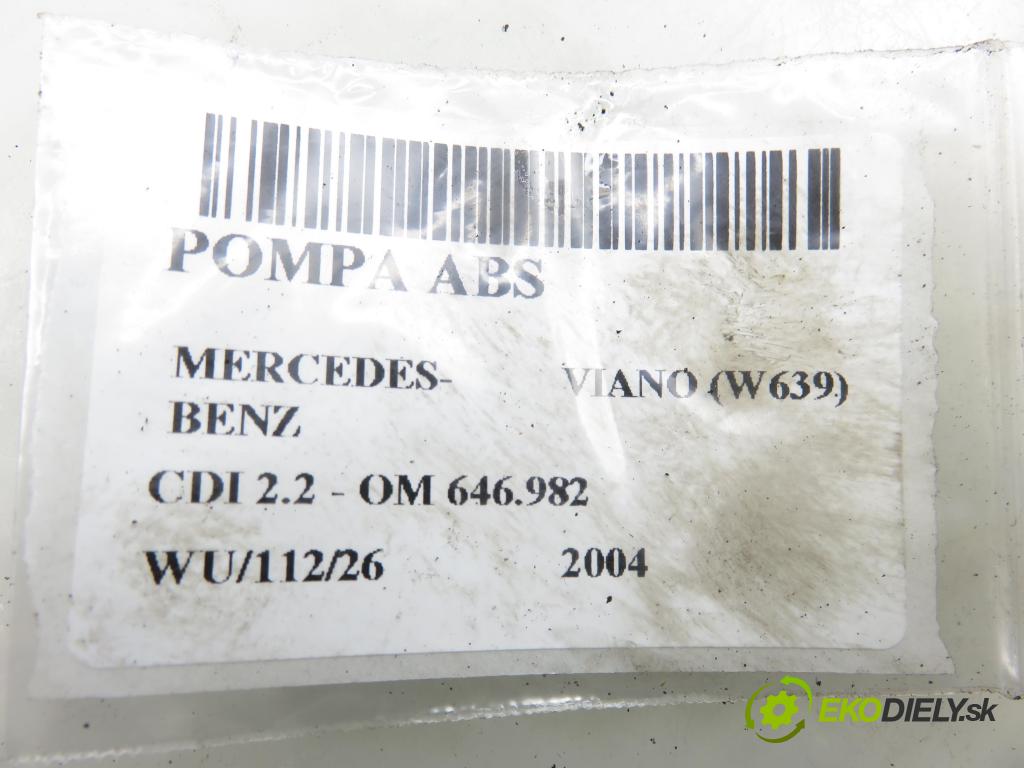 POMPA ABS
MERCEDES-BENZ VIANO (W639)
CDI 2.2 - OM 646.982
WU/112/26 2004
EKODIELY.sk